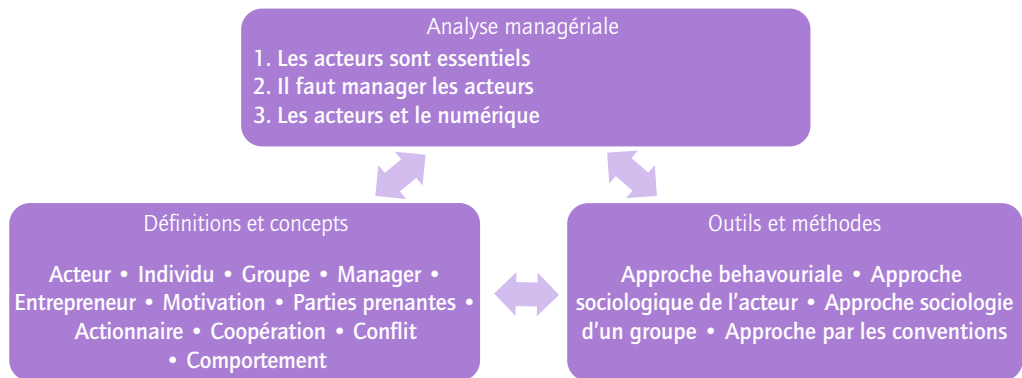 Analyse managériale
1. Les acteurs sont essentiels
2. Il faut manager les acteurs
3. Les acteurs et le numérique
Définitions et concepts
Acteur • Individu • Groupe • Manager •
Entrepreneur • Motivation • Parties prenantes •
Actionnaire • Coopération • Conflit
• Comportement
Outils et méthodes
Approche behavouriale • Approche
sociologique de l'acteur • Approche sociologie
d'un groupe • Approche par les conventions